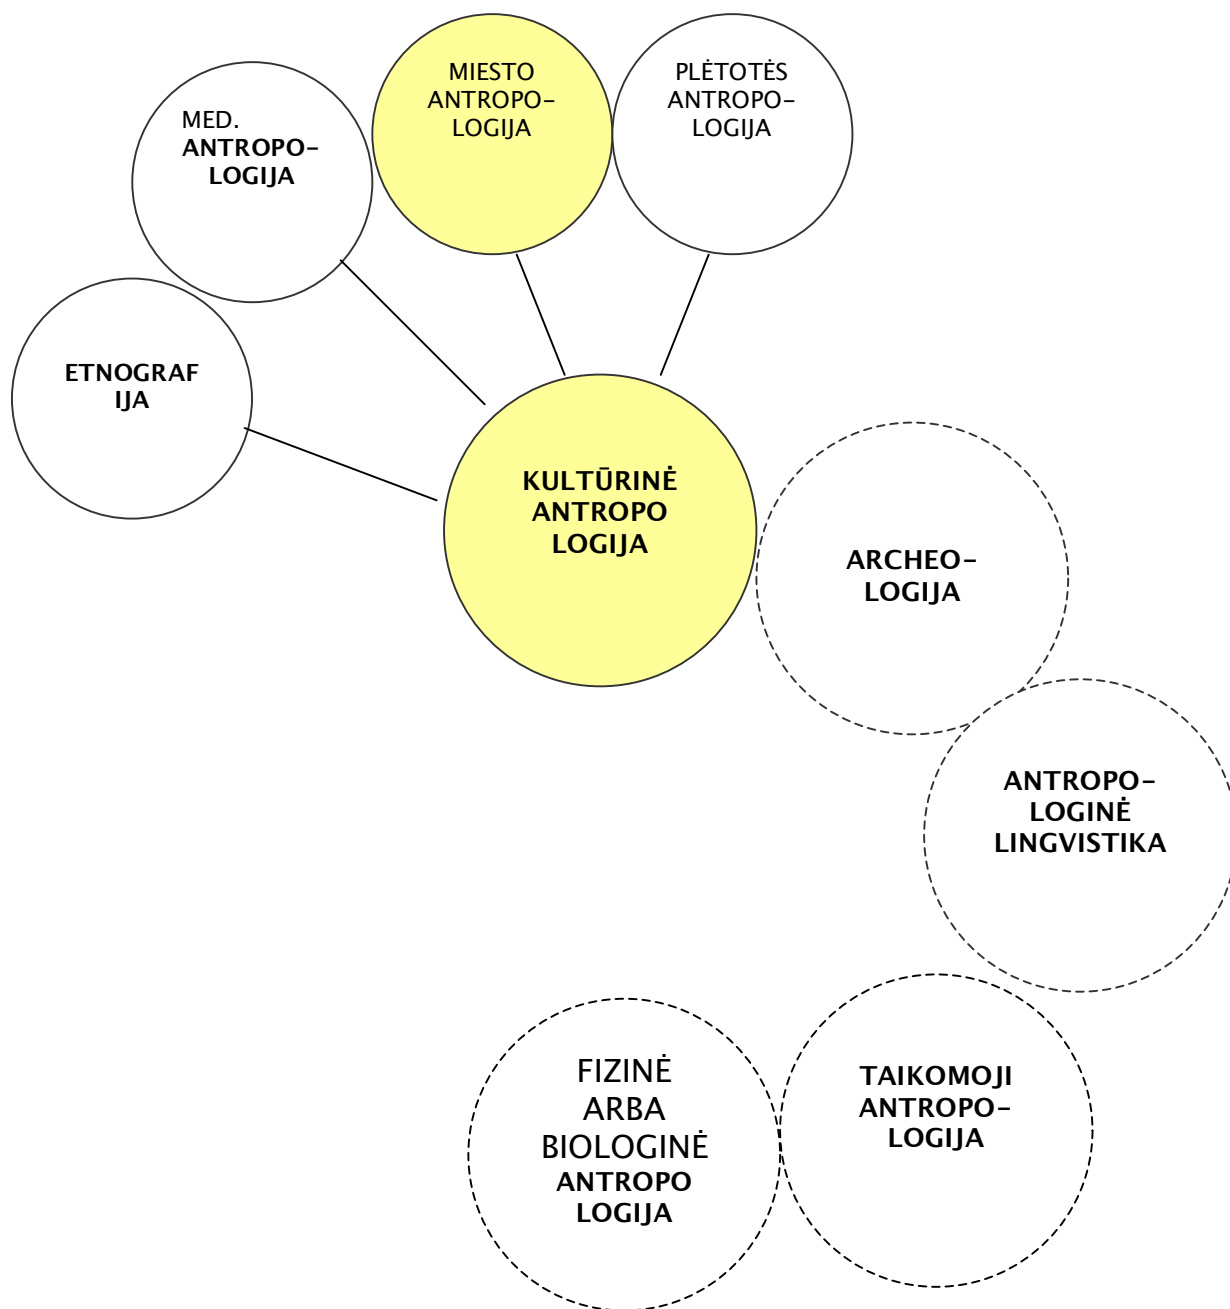 MIESTO
ANTROPO-
LOGIJA
PLĖTOTĖS
ANTROPO-
LOGIJA
MED.
ANTROPO-
LOGIJA
ETNOGRAF
IJA
KULTŪRINĖ
ANTROPO
LOGIJA
ARCHEO-
LOGIJA
ANTROPO-
LOGINĖ
LINGVISTIKA
TAIKOMOJI
ANTROPO-
LOGIJA
FIZINĖ
ARBA
BIOLOGINĖ
ANTROPO
LOGIJA